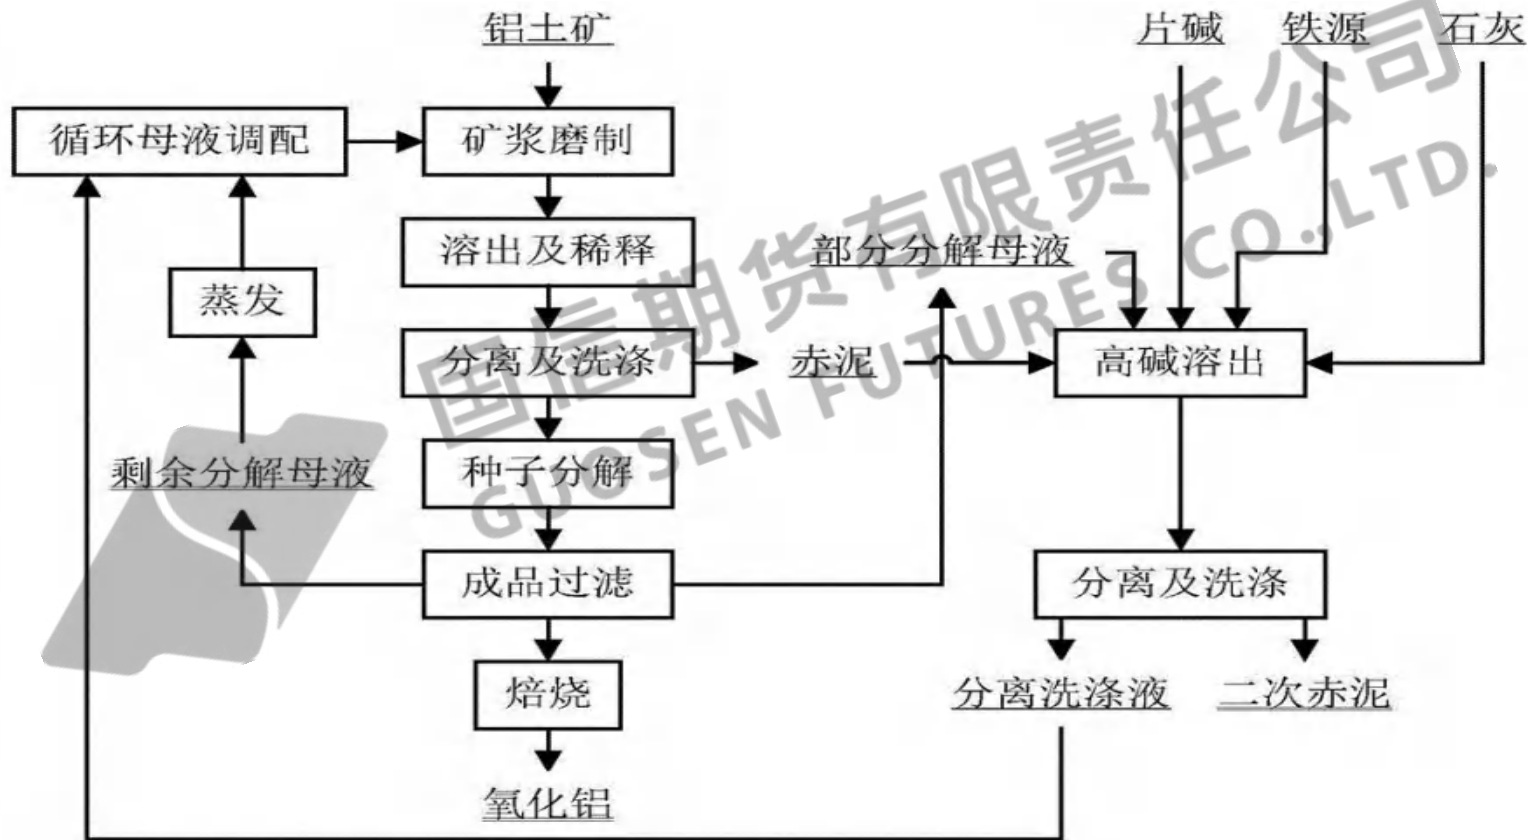 铝土矿
片碱
铁源
石灰
循环母液调配
矿浆磨制
溶出及稀释
部分分解母液
蒸发
分离及洗涤
赤泥
高碱溶出
剩余分解母液
种子分解
成品过滤
分离及洗涤
焙烧
分离洗涤液
二次赤泥
氧化铝
国信期货有限责任公司
GUOSEN FUTURES CO.,LTD.